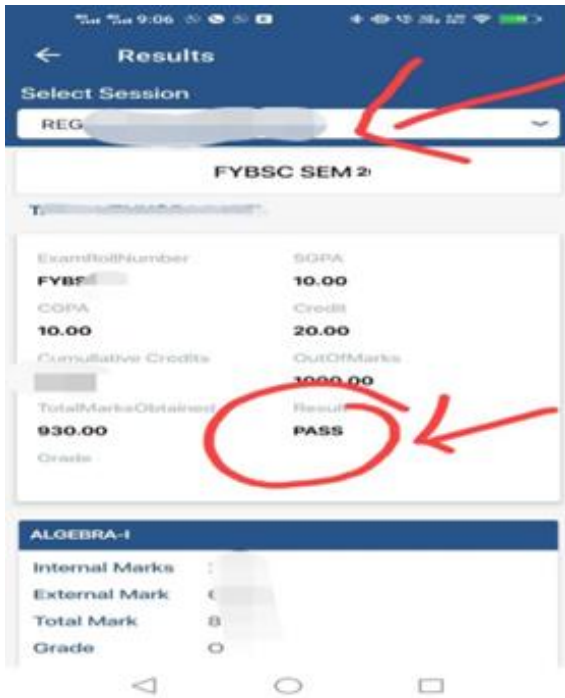 9:06
Results
Select Session
REG
FYBSC SEM 2
ExamRollNumber SGPA
FYBS 10.00
CGPA Credit
10.00 20.00
Cumullative Credits OutOfMarks
1000.00
TotalMarksObtained Result
930.00 PASS
Grade
ALGEBRA-I
Internal Marks :
External Mark
Total Mark 8
Grade O